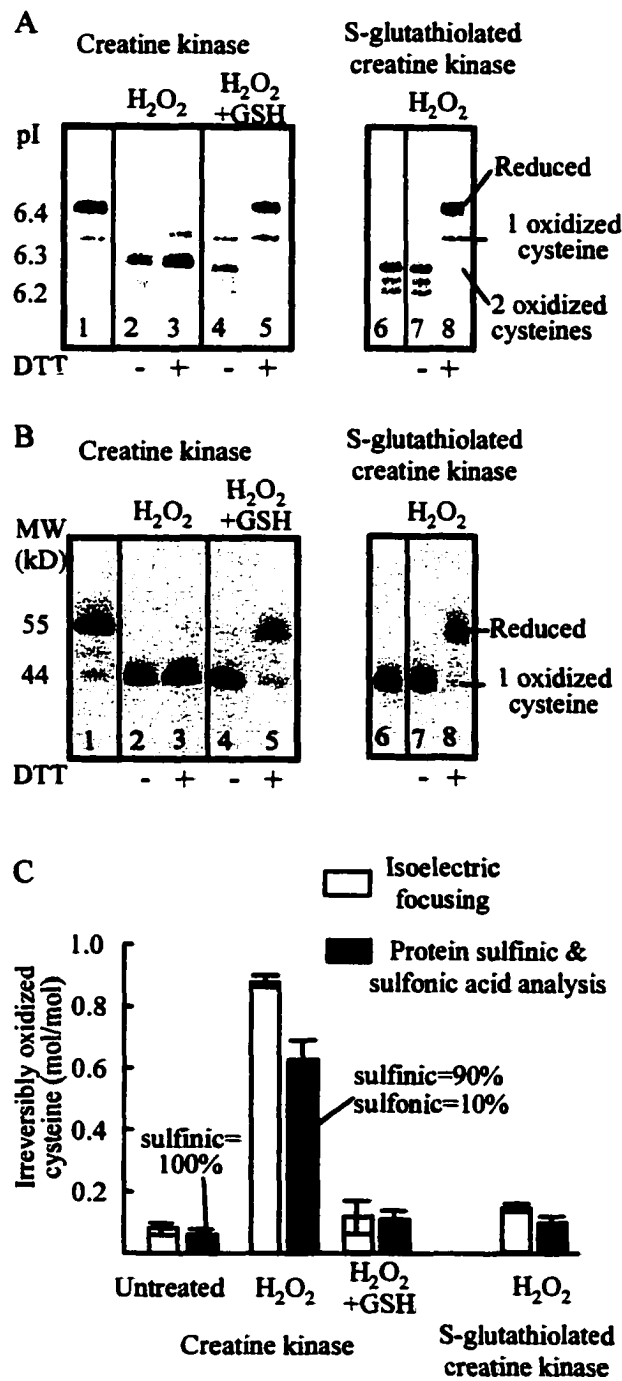 A
Creatine kinase
S-glutathiolated
creatine kinase
H2O2
H2O2
+GSH
H2O2
pI
6.4
6.3
6.2
Reduced
1 oxidized
cysteine
2 oxidized
cysteines
1 2 3 4 5 6 7 8
DTT - + - + - +
B
Creatine kinase
S-glutathiolated
creatine kinase
H2O2
H2O2
+GSH
H2O2
MW
(kD)
55
44
Reduced
1 oxidized
cysteine
1 2 3 4 5 6 7 8
DTT - + - + - +
C
Isoelectric
focusing
Protein sulfinic &
sulfonic acid analysis
Irreversibly oxidized
cysteine (mol/mol)
1.0
0.8
0.6
0.4
0.2
sulfinic=
100%
sulfinic=90%
sulfonic=10%
Untreated
H2O2
H2O2
+GSH
H2O2
Creatine kinase
S-glutathiolated
creatine kinase